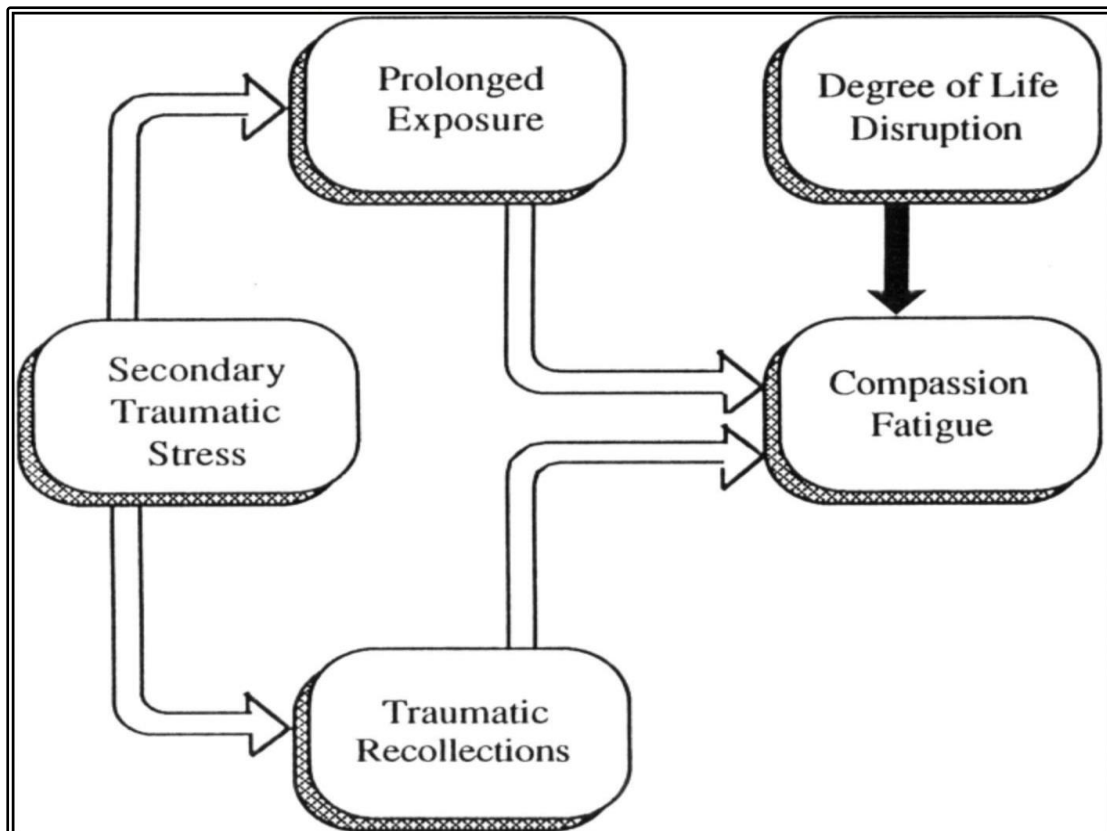 Prolonged
Exposure
Degree of Life
Disruption
Secondary
Traumatic
Stress
Compassion
Fatigue
Traumatic
Recollections